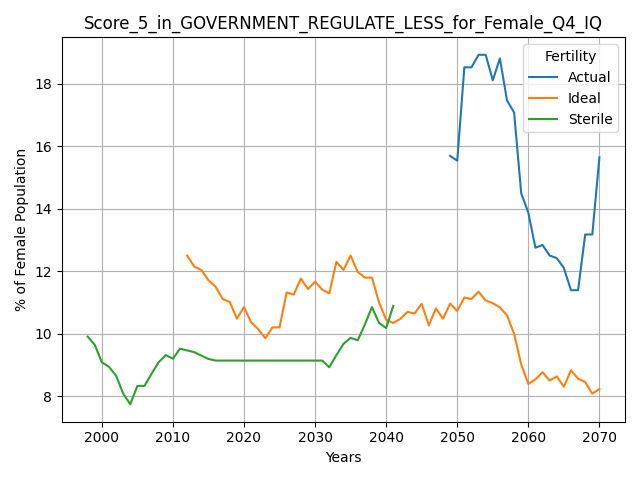 Score_5_in_GOVERNMENT_REGULATE_LESS_for_Female_Q4_IQ
Fertility
Actual
Ideal
Sterile
% of Female Population
18
16
14
12
10
8
2000 2010 2020 2030 2040 2050 2060 2070
Years